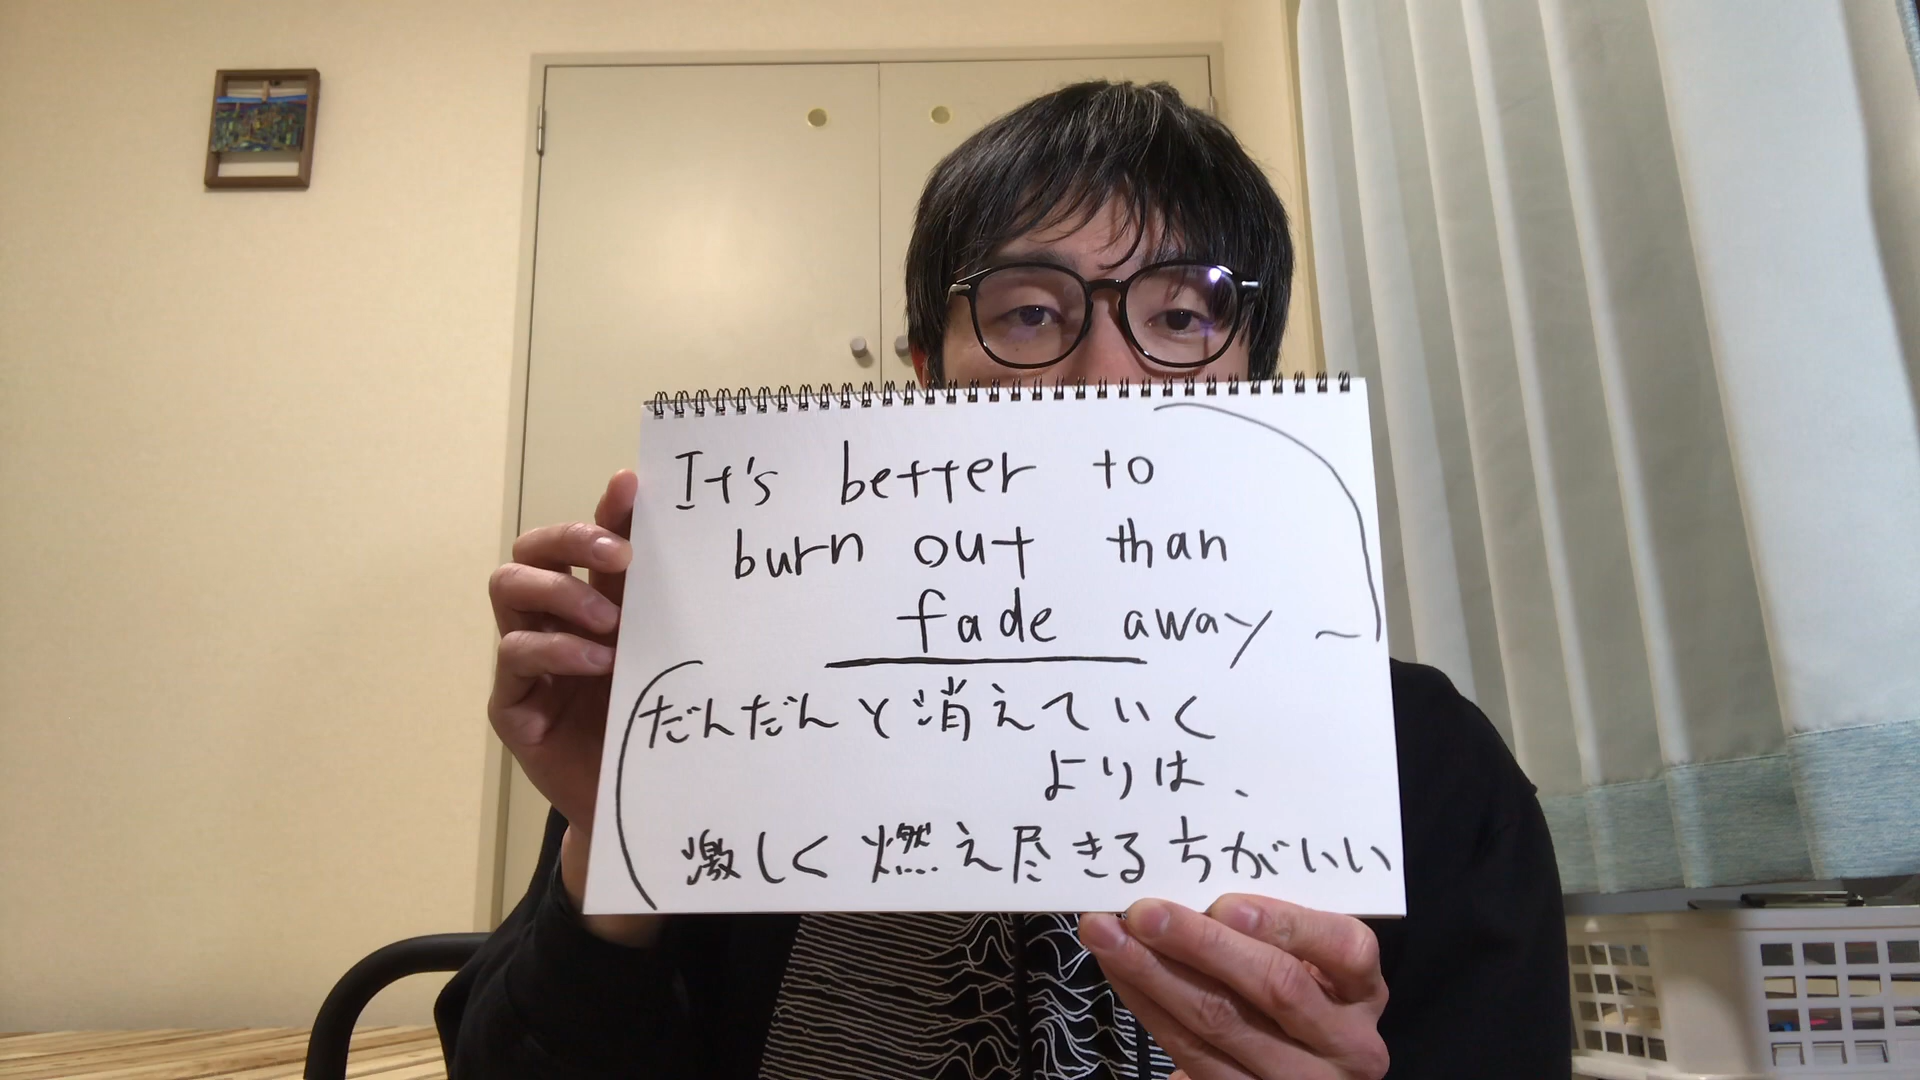 It's better to
burn out than
fade away ~
(だんだんと消えていく
よりは、
激しく燃え尽きる方がいい)